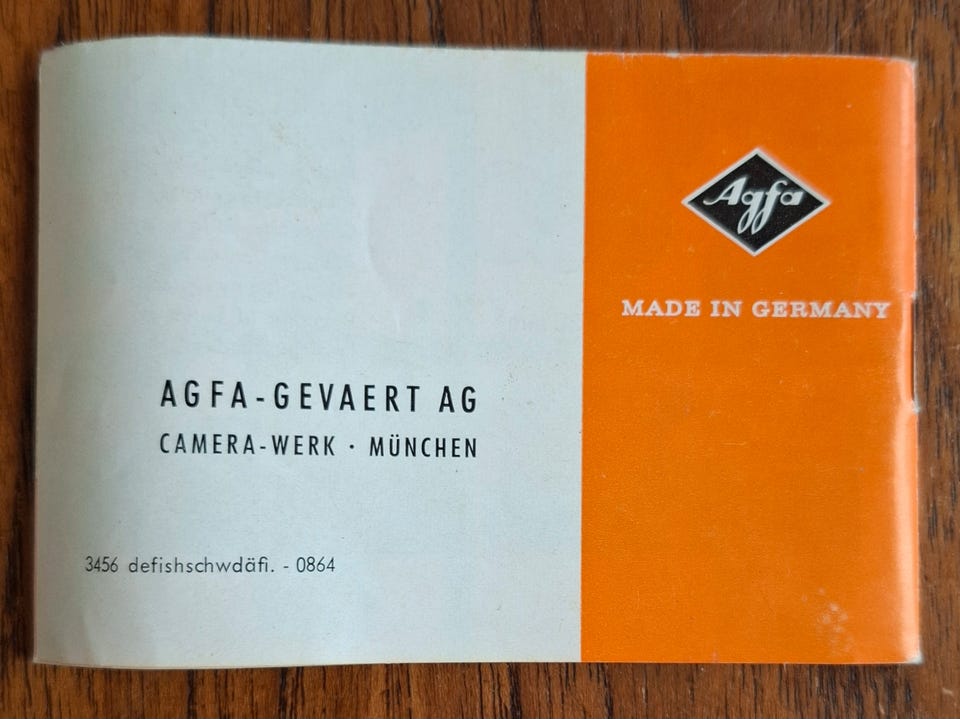 AGFA-GEVAERT AG
CAMERA-WERK · MÜNCHEN
3456 defishschwdäfi. - 0864
Agfa
MADE IN GERMANY